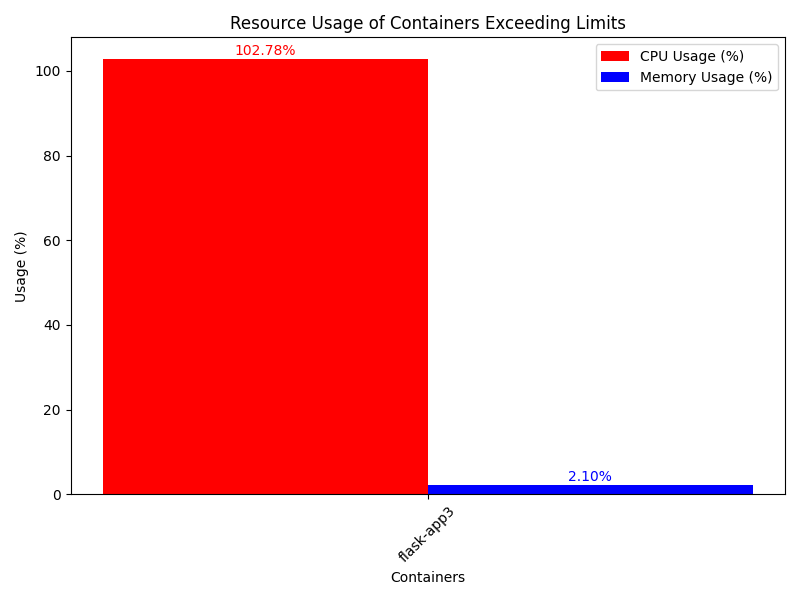 Resource Usage of Containers Exceeding Limits
102.78%
CPU Usage (%)
Memory Usage (%)
100
80
60
40
20
0
Usage (%)
2.10%
flask-app3
Containers